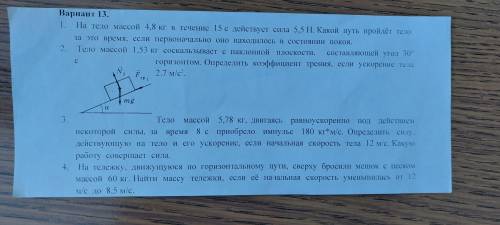 Вариант 13.
1. На тело массой 4,8 кг в течение 15 с действует сила 5,5 Н. Какой путь пройдёт тело
за это время, если первоначально оно находилось в состоянии покоя.
2. Тело массой 1,53 кг соскальзывает с наклонной плоскости, составляющей угол 30°
с горизонтом. Определить коэффициент трения, если ускорение тела
2.7 м/с².
N₁ F тр₁
mg
α
3. Тело массой 5,78 кг, двигаясь равноускоренно под действием
некоторой силы, за время 8 с приобрело импульс 180 кг*м/с. Определить силу,
действующую на тело и его ускорение, если начальная скорость тела 12 м/с. Какую
работу совершает сила.
4. На тележку, движущуюся по горизонтальному пути, сверху бросили мешок с песком
массой 60 кг. Найти массу тележки, если её начальная скорость уменьшилась от 12
м/с до 8,5 м/с.